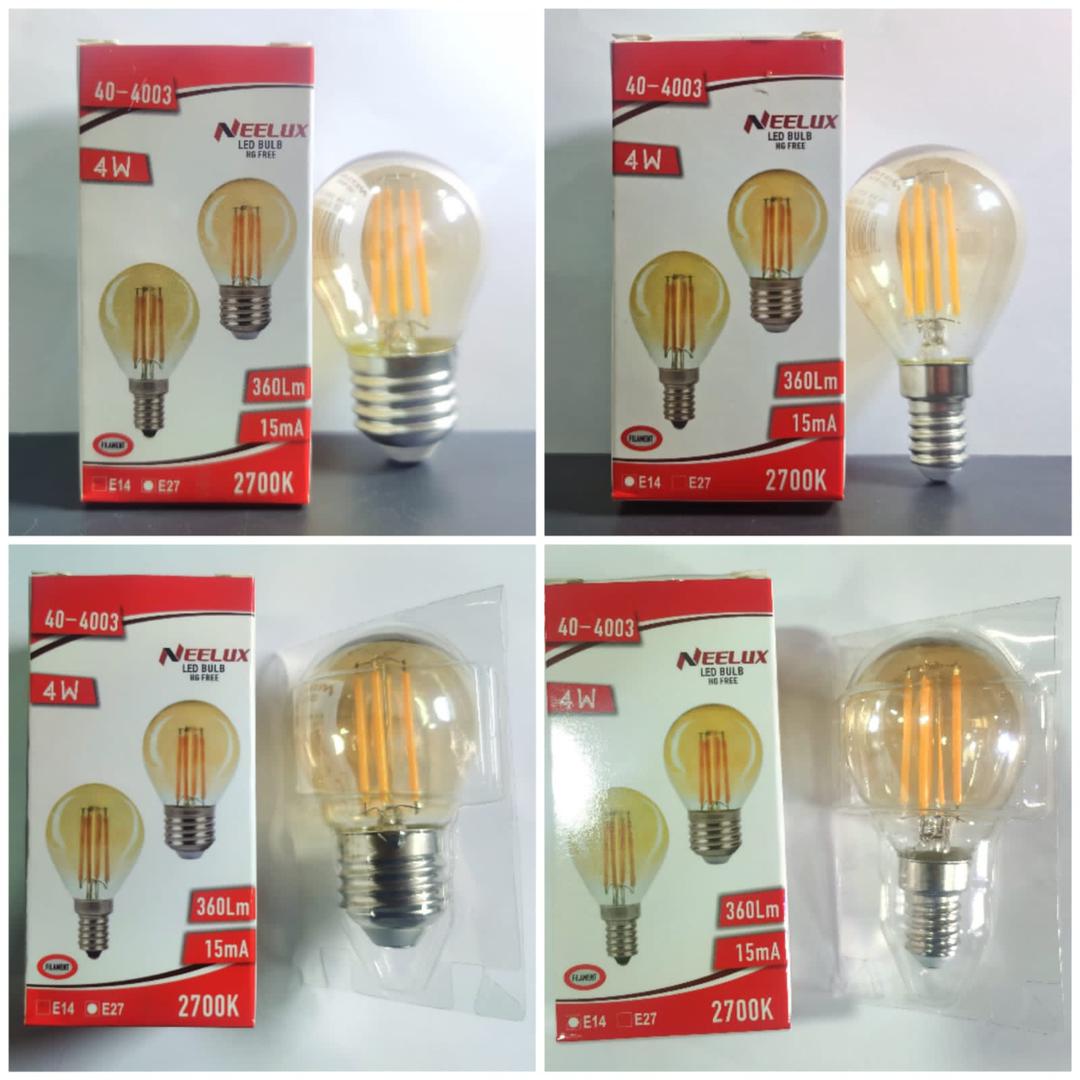 40-4003
NEELUX
LED BULB
HG FREE
4W
360Lm
15mA
FILAMENT
E14 E27
2700K
40-4003
NEELUX
LED BULB
HG FREE
4W
360Lm
15mA
FILAMENT
E14 E27
2700K
40-4003
NEELUX
LED BULB
HG FREE
4W
360Lm
15mA
FILAMENT
E14 E27
2700K
40-4003
NEELUX
LED BULB
HG FREE
4W
360Lm
15mA
FILAMENT
E14 E27
2700K